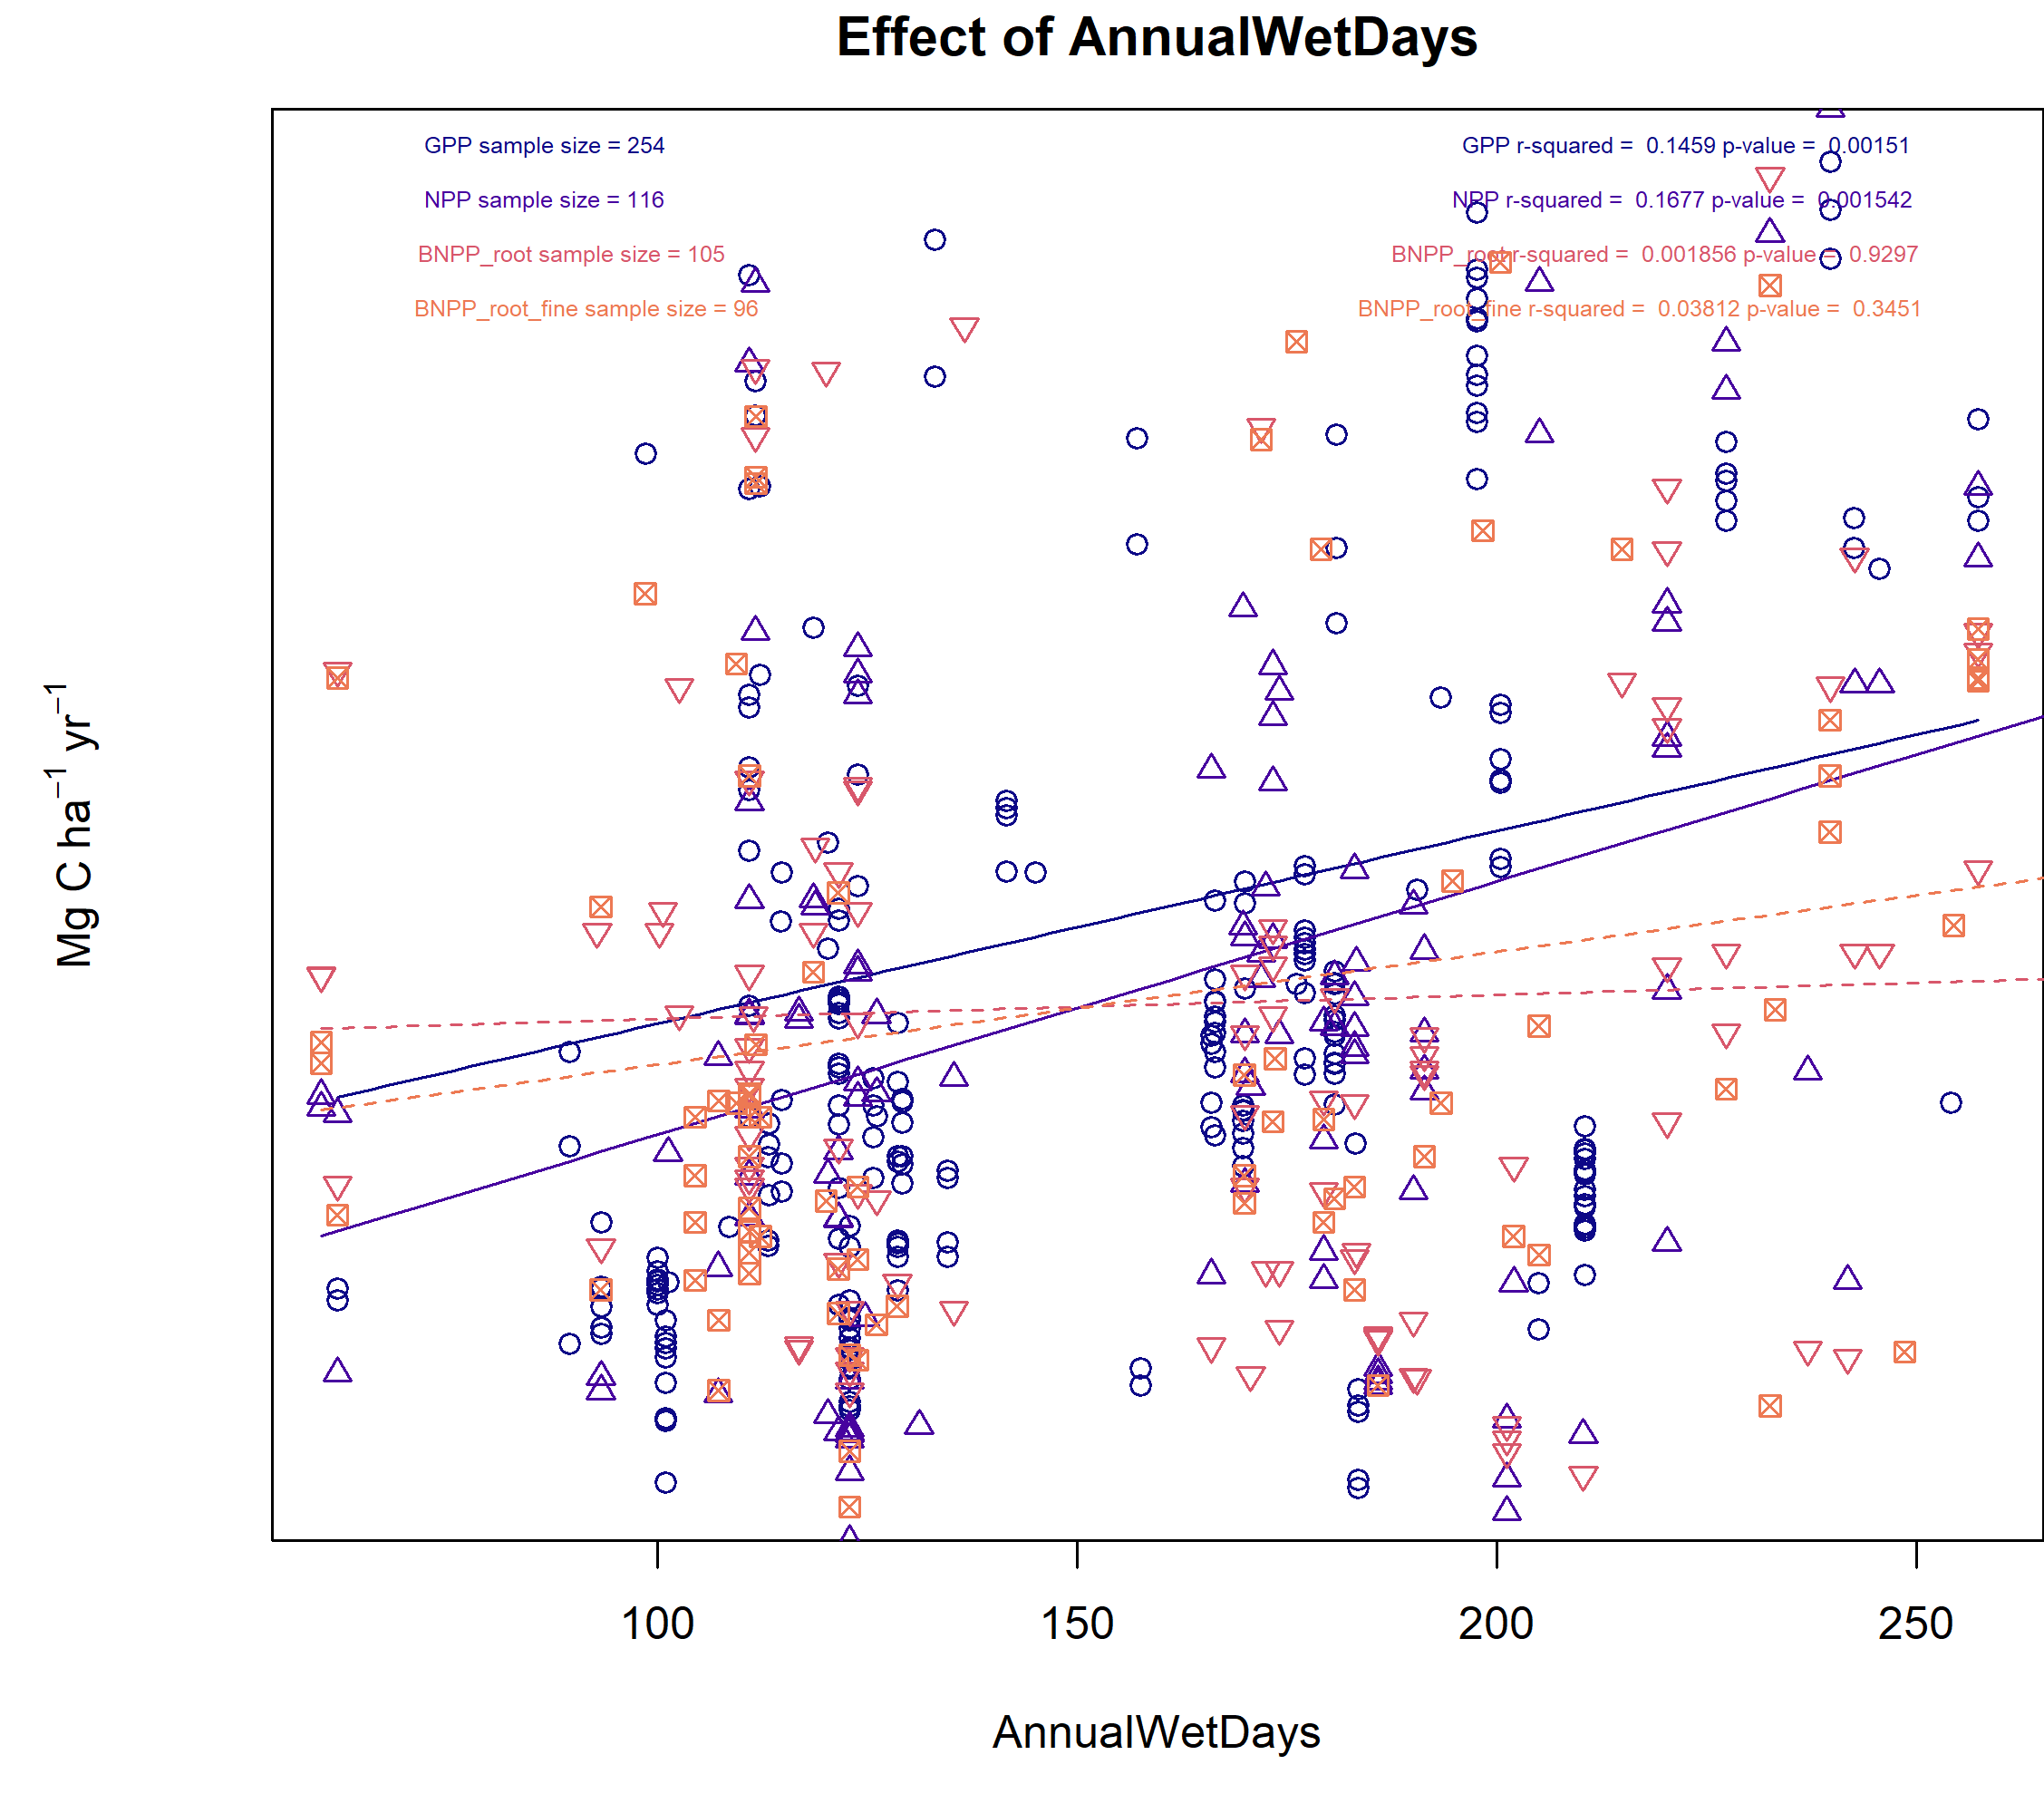 Effect of AnnualWetDays
GPP sample size = 254
GPP r-squared = 0.1459 p-value = 0.00151
NPP sample size = 116
NPP r-squared = 0.1677 p-value = 0.001542
BNPP_root sample size = 105
BNPP_root r-squared = 0.001856 p-value = 0.9297
BNPP_root_fine sample size = 96
BNPP_root_fine r-squared = 0.03812 p-value = 0.3451
Mg C ha⁻¹ yr⁻¹
100 150 200 250
AnnualWetDays